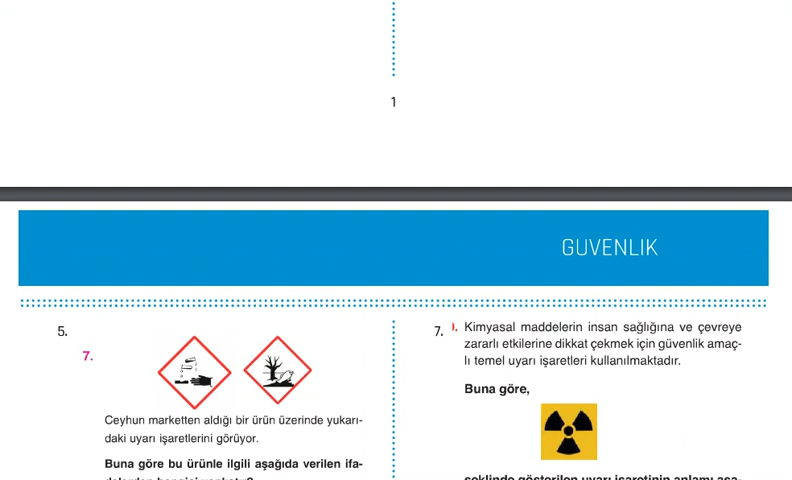 1
GUVENLIK
5.
7.
Ceyhun marketten aldığı bir ürün üzerinde yukarı-
daki uyarı işaretlerini görüyor.
Buna göre bu ürünle ilgili aşağıda verilen ifa-
7.
Kimyasal maddelerin insan sağlığına ve çevreye
zararlı etkilerine dikkat çekmek için güvenlik amaç-
lı temel uyarı işaretleri kullanılmaktadır.
Buna göre,
şeklinde gösterilen uyarı işaretinin anlamı aşa-